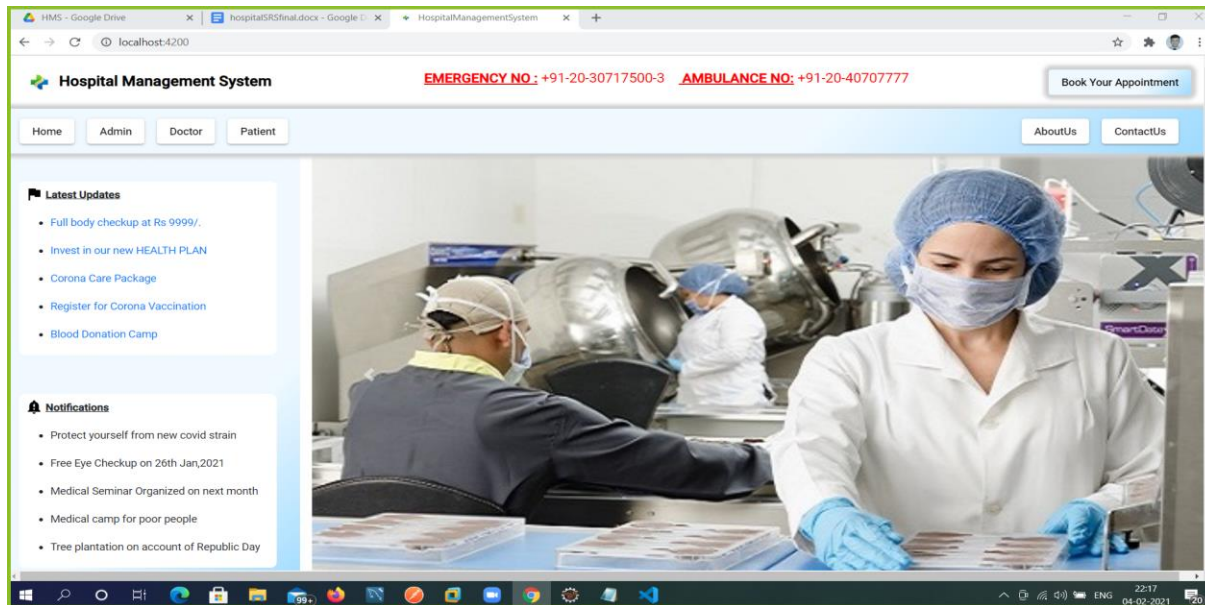 HMS - Google Drive
hospitalSRSfinal.docx - Google D
HospitalManagementSystem
localhost:4200
Hospital Management System
EMERGENCY NO : +91-20-30717500-3 AMBULANCE NO: +91-20-40707777
Book Your Appointment
Home
Admin
Doctor
Patient
AboutUs
ContactUs
Latest Updates
• Full body checkup at Rs 9999/.
• Invest in our new HEALTH PLAN
• Corona Care Package
• Register for Corona Vaccination
• Blood Donation Camp
SmartDate
Notifications
• Protect yourself from new covid strain
• Free Eye Checkup on 26th Jan,2021
• Medical Seminar Organized on next month
• Medical camp for poor people
• Tree plantation on account of Republic Day
99+
ENG
22:17
04-02-2021
20